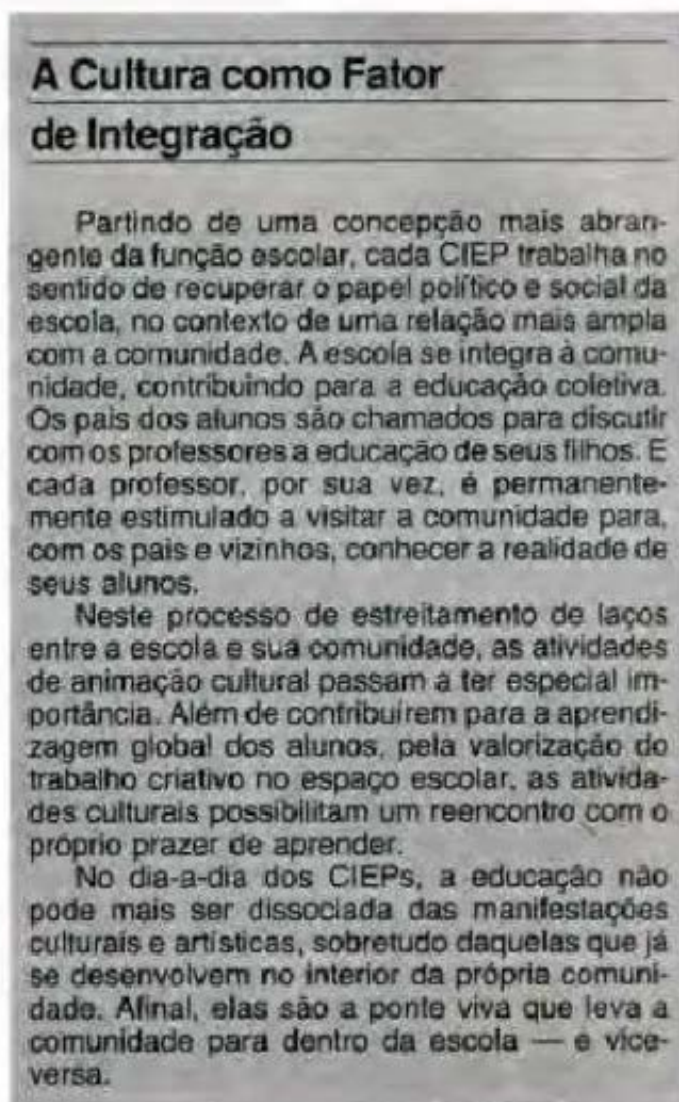 A Cultura como Fator
de Integração
Partindo de uma concepção mais abran-
gente da função escolar, cada CIEP trabalha no
sentido de recuperar o papel político e social da
escola, no contexto de uma relação mais ampla
com a comunidade. A escola se integra à comu-
nidade, contribuindo para a educação coletiva.
Os pais dos alunos são chamados para discutir
com os professores a educação de seus filhos. E
cada professor, por sua vez, é permanente-
mente estimulado a visitar a comunidade para,
com os pais e vizinhos, conhecer a realidade de
seus alunos.
Neste processo de estreitamento de laços
entre a escola e sua comunidade, as atividades
de animação cultural passam a ter especial im-
portância. Além de contribuírem para a aprendi-
zagem global dos alunos, pela valorização do
trabalho criativo no espaço escolar, as ativida-
des culturais possibilitam um reencontro com o
próprio prazer de aprender.
No dia-a-dia dos CIEPs, a educação não
pode mais ser dissociada das manifestações
culturais e artísticas, sobretudo daquelas que já
se desenvolvem no interior da própria comuni-
dade. Afinal, elas são a ponte viva que leva a
comunidade para dentro da escola — e vice-
versa.